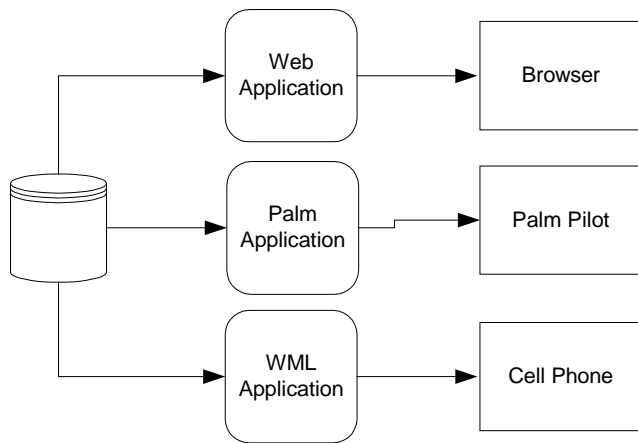 Web
Application
Browser
Palm
Application
Palm Pilot
WML
Application
Cell Phone